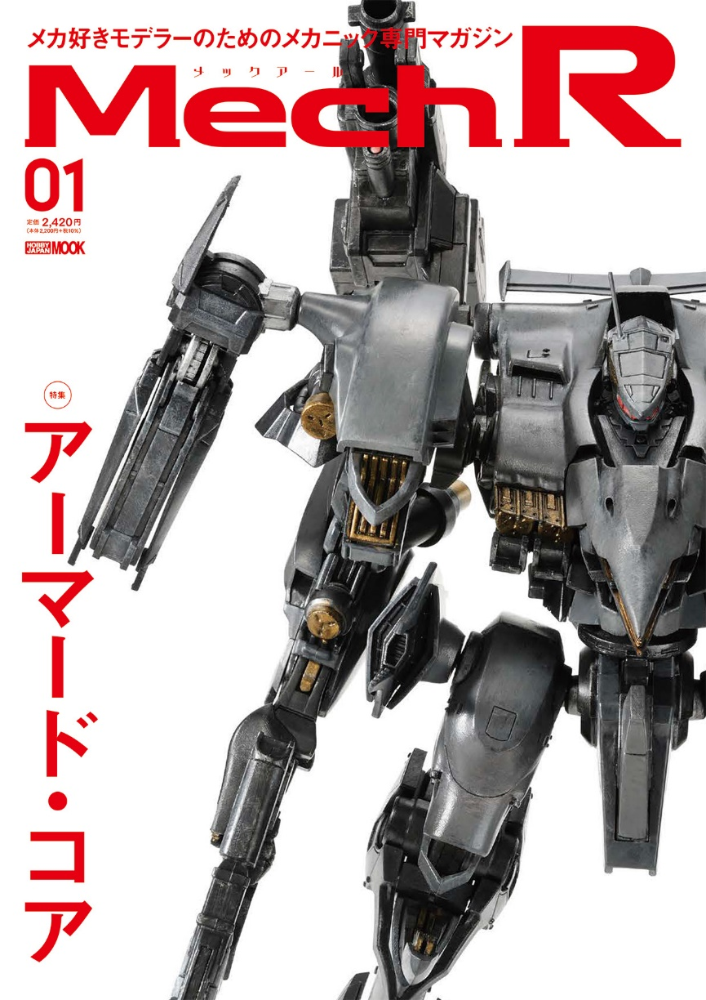 メカ好きモデラーのためのメカニック専門マガジン
メックアール
MechR
01
定価 2,420円
(本体2,200円+税10%)
HOBBY JAPAN MOOK
特集
アーマード・コア